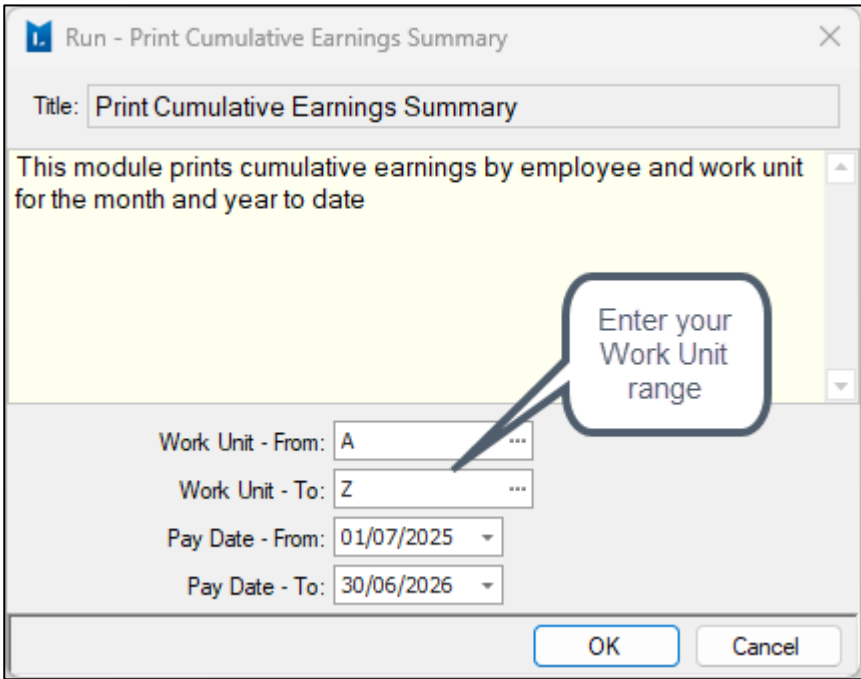 Run - Print Cumulative Earnings Summary
Title: Print Cumulative Earnings Summary
This module prints cumulative earnings by employee and work unit
for the month and year to date
Enter your
Work Unit
range
Work Unit - From: A ...
Work Unit - To: Z ...
Pay Date - From: 01/07/2025
Pay Date - To: 30/06/2026
OK Cancel